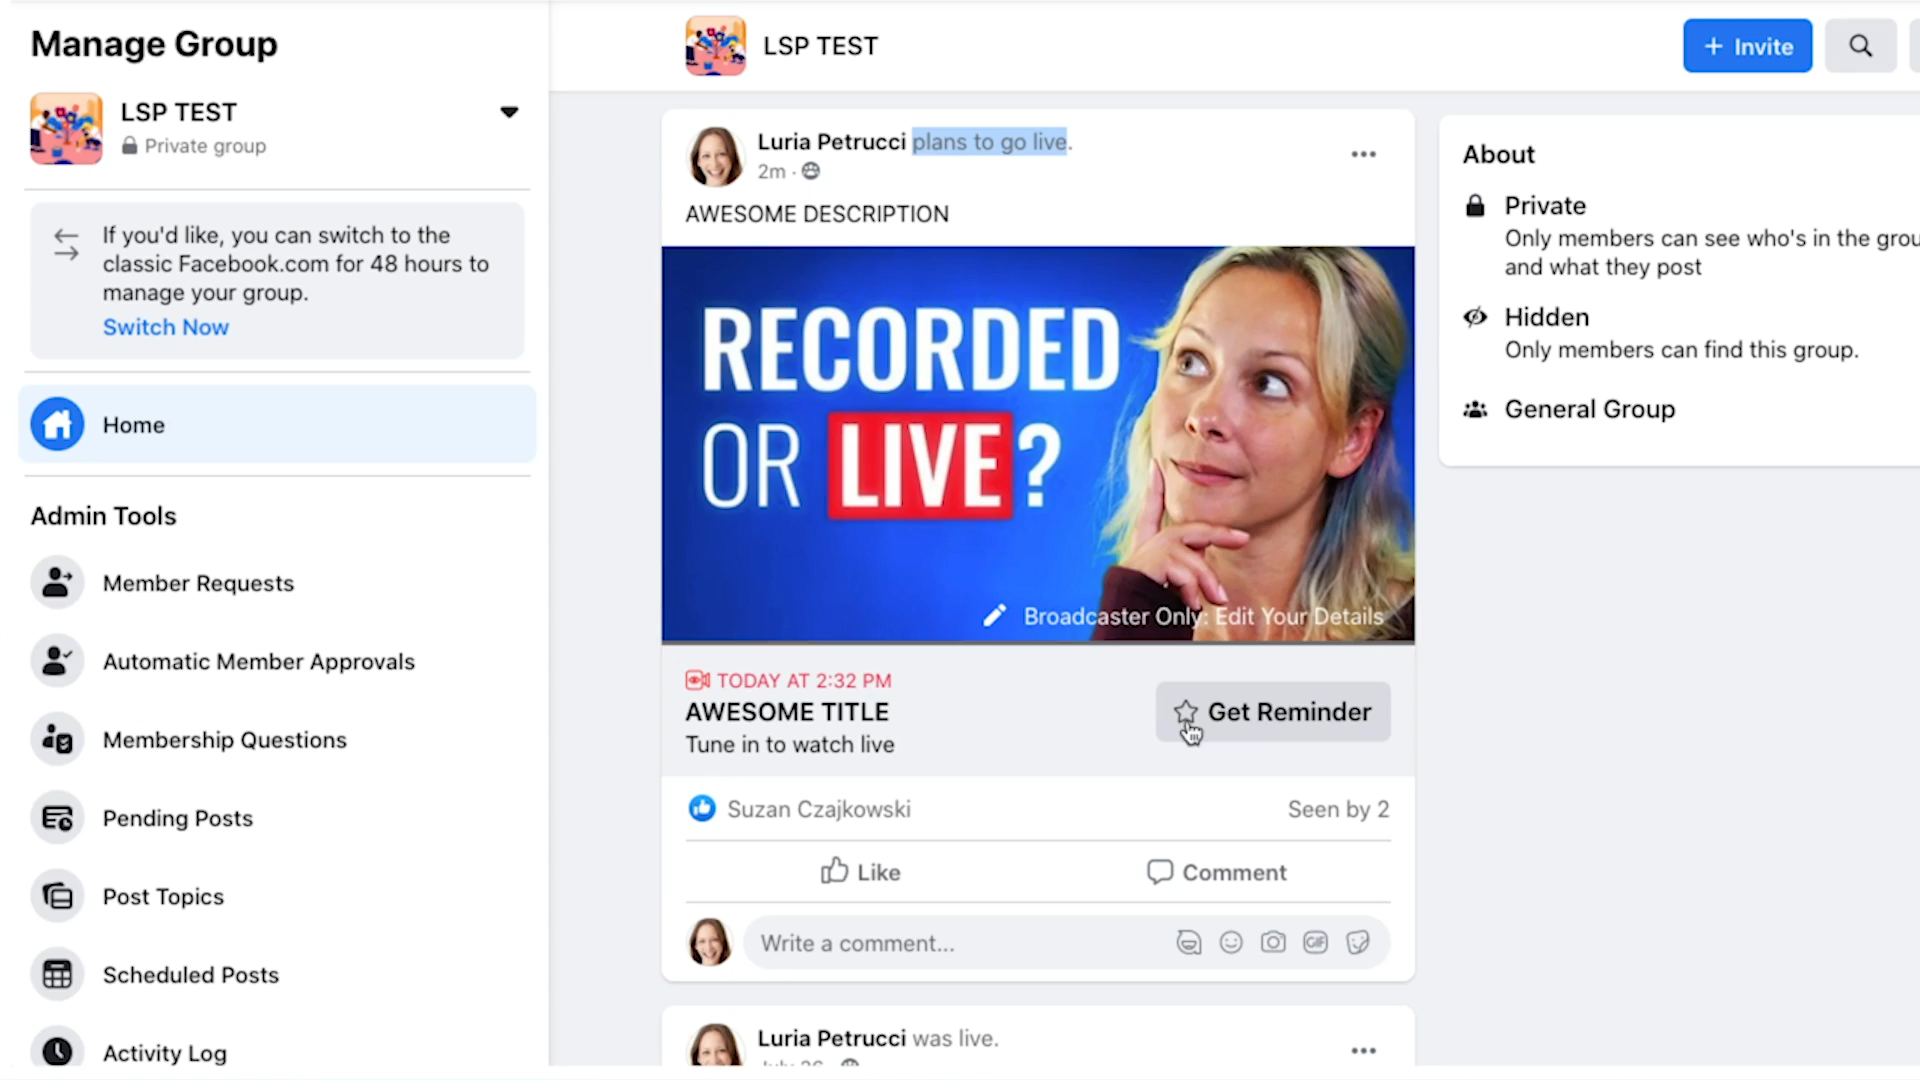 Manage Group
LSP TEST
Private group
If you'd like, you can switch to the
classic Facebook.com for 48 hours to
manage your group.
Switch Now
Home
Admin Tools
Member Requests
Automatic Member Approvals
Membership Questions
Pending Posts
Post Topics
Scheduled Posts
Activity Log
LSP TEST
+ Invite
Luria Petrucci plans to go live.
2m ·
AWESOME DESCRIPTION
RECORDED
OR LIVE?
Broadcaster Only: Edit Your Details
TODAY AT 2:32 PM
AWESOME TITLE
Tune in to watch live
Get Reminder
Suzan Czajkowski
Seen by 2
Like
Comment
Write a comment...
GIF
Luria Petrucci was live.
About
Private
Only members can see who's in the grou
and what they post
Hidden
Only members can find this group.
General Group